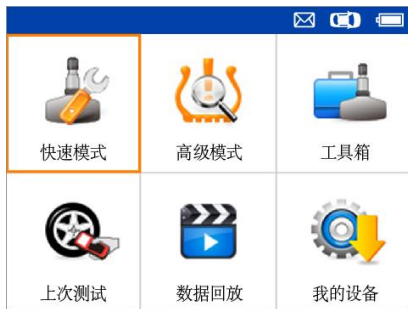 快速模式
高级模式
工具箱
上次测试
数据回放
我的设备